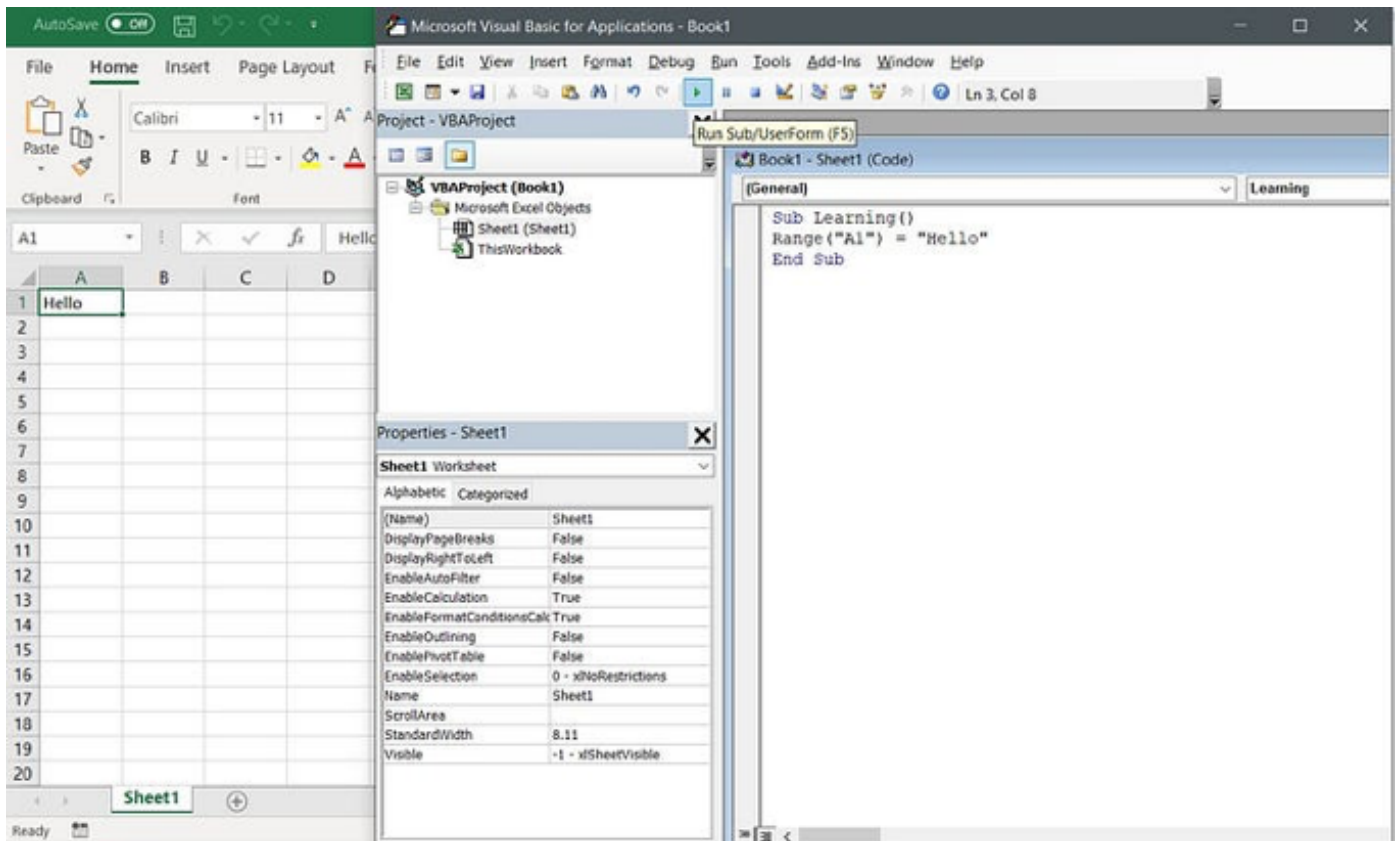 AutoSave Off
File Home Insert Page Layout
Paste
Clipboard
Calibri 11 A A
B I U A
Font
A1 fx Hello
A B C D
1 Hello
2
3
4
5
6
7
8
9
10
11
12
13
14
15
16
17
18
19
20
Sheet1
Ready
Microsoft Visual Basic for Applications - Book1
File Edit View Insert Format Debug Run Tools Add-Ins Window Help
Ln 3, Col 8
Project - VBAProject
Run Sub/UserForm (F5)
VBAProject (Book1)
Microsoft Excel Objects
Sheet1 (Sheet1)
ThisWorkbook
Properties - Sheet1
Sheet1 Worksheet
Alphabetic Categorized
(Name) Sheet1
DisplayPageBreaks False
DisplayRightToLeft False
EnableAutoFilter False
EnableCalculation True
EnableFormatConditionsCalc True
EnableOutlining False
EnablePivotTable False
EnableSelection 0 - xlNoRestrictions
Name Sheet1
ScrollArea
StandardWidth 8.11
Visible -1 - xlSheetVisible
Book1 - Sheet1 (Code)
(General) Learning
Sub Learning()
Range("A1") = "Hello"
End Sub